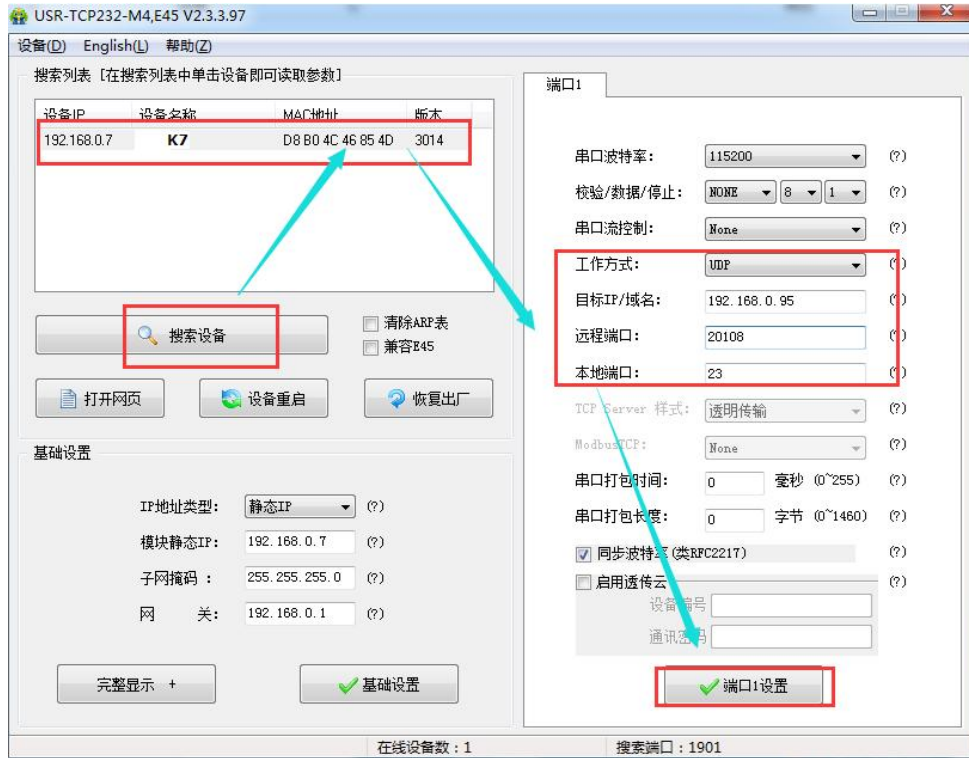 USR-TCP232-M4,E45 V2.3.3.97
设备(D) English(L) 帮助(Z)
搜索列表 [在搜索列表中单击设备即可读取参数]
设备IP 设备名称 MAC地址 版本
192.168.0.7 K7 D8 B0 4C 46 85 4D 3014
搜索设备
清除ARP表
兼容E45
打开网页 设备重启 恢复出厂
基础设置
IP地址类型: 静态IP (?)
模块静态IP: 192.168.0.7 (?)
子网掩码 : 255.255.255.0 (?)
网 关: 192.168.0.1 (?)
完整显示 + 基础设置
端口1
串口波特率: 115200 (?)
校验/数据/停止: NONE 8 1 (?)
串口流控制: None (?)
工作方式: UDP (?)
目标IP/域名: 192.168.0.95 (?)
远程端口: 20108 (?)
本地端口: 23 (?)
TCP Server 样式: 透明传输 (?)
ModbusTCP: None (?)
串口打包时间: 0 毫秒 (0~255) (?)
串口打包长度: 0 字节 (0~1460) (?)
同步波特率(类RFC2217) (?)
启用透传云 (?)
设备编号
通讯密码
端口1设置
在线设备数:1 搜索端口:1901